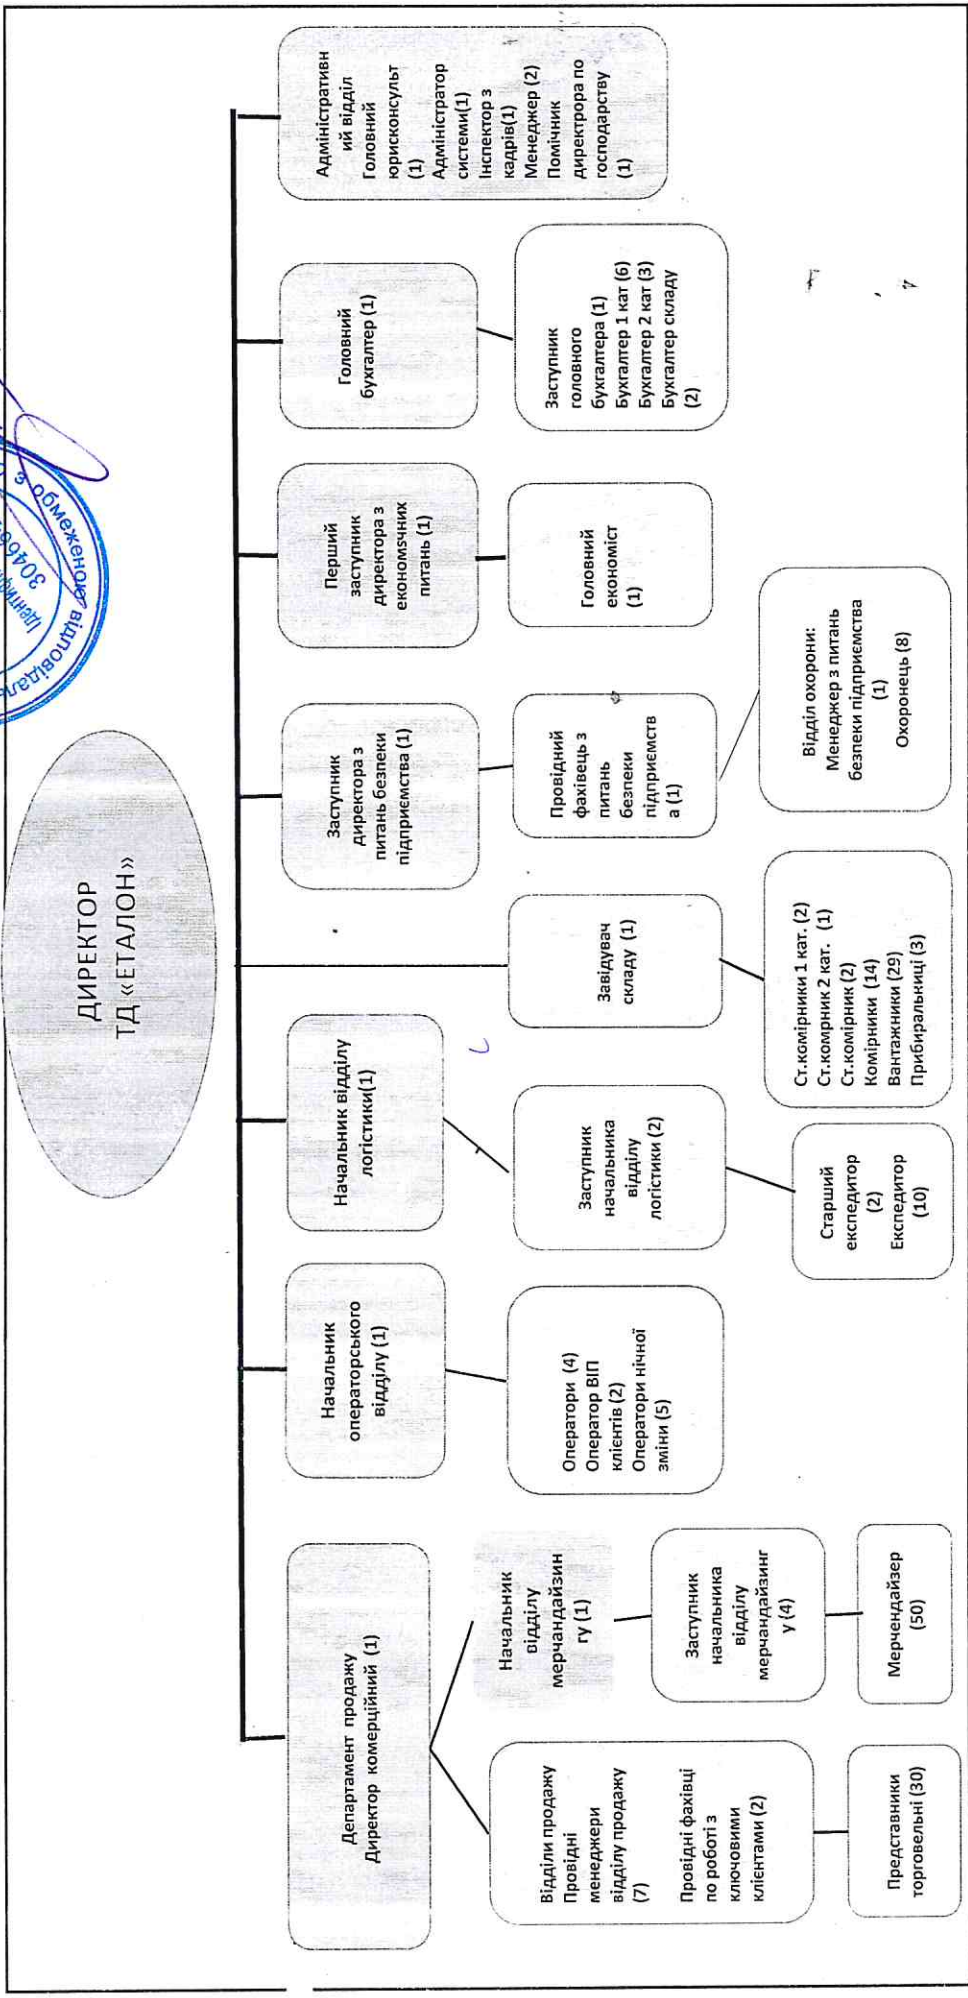 ДИРЕКТОР
ТД «ЕТАЛОН»
з обмеженою відповідаль
Департамент продажу
Директор комерційний (1)
Відділи продажу
Провідні
менеджери
відділу продажу
(7)
Провідні фахівці
по роботі з
ключовими
клієнтами (2)
Представники
торговельні (30)
Начальник
відділу
мерчандайзин
гу (1)
Заступник
начальника
відділу
мерчандайзинг
у (4)
Мерчендайзер
(50)
Начальник
операторського
відділу (1)
Оператори (4)
Оператор ВІП
клієнтів (2)
Оператори нічної
зміни (5)
Начальник відділу
логістики(1)
Заступник
начальника
відділу
логістики (2)
Старший
експедитор
(2)
Експедитор
(10)
Завідувач
складу (1)
Ст.комірники 1 кат. (2)
Ст.комрник 2 кат. (1)
Ст.комірник (2)
Комірники (14)
Вантажники (29)
Прибиральниці (3)
Заступник
директора з
питань безпеки
підприємства (1)
Провідний
фахівець з
питань
безпеки
підприємств
а (1)
Відділ охорони:
Менеджер з питань
безпеки підприємства
(1)
Охоронець (8)
Перший
заступник
директора з
економsчних
питань (1)
Головний
економіст
(1)
Головний
бухгалтер (1)
Заступник
головного
бухгалтера (1)
Бухгалтер 1 кат (6)
Бухгалтер 2 кат (3)
Бухгалтер складу
(2)
Адміністративн
ий відділ
Головний
юрисконсульт
(1)
Адміністратор
системи(1)
Інспектор з
кадрів(1)
Менеджер (2)
Помічник
директрора по
господарству
(1)